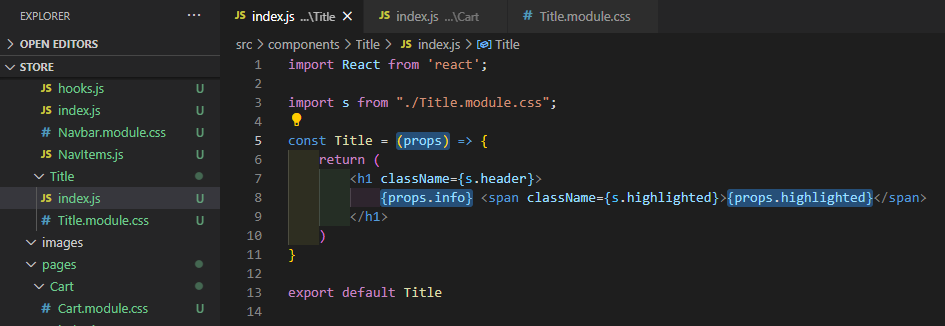 EXPLORER
...
OPEN EDITORS
STORE
JS hooks.js U
JS index.js U
# Navbar.module.css U
JS NavItems.js U
Title
JS index.js U
# Title.module.css U
images
pages
Cart
# Cart.module.css U
JS index.js ...\Title
JS index.js ...\Cart
# Title.module.css
src > components > Title > JS index.js > Title
1 import React from 'react';
2
3 import s from "./Title.module.css";
4
5 const Title = (props) => {
6 return (
7 <h1 className={s.header}>
8 {props.info} <span className={s.highlighted}>{props.highlighted}</span>
9 </h1>
10 )
11 }
12
13 export default Title
14